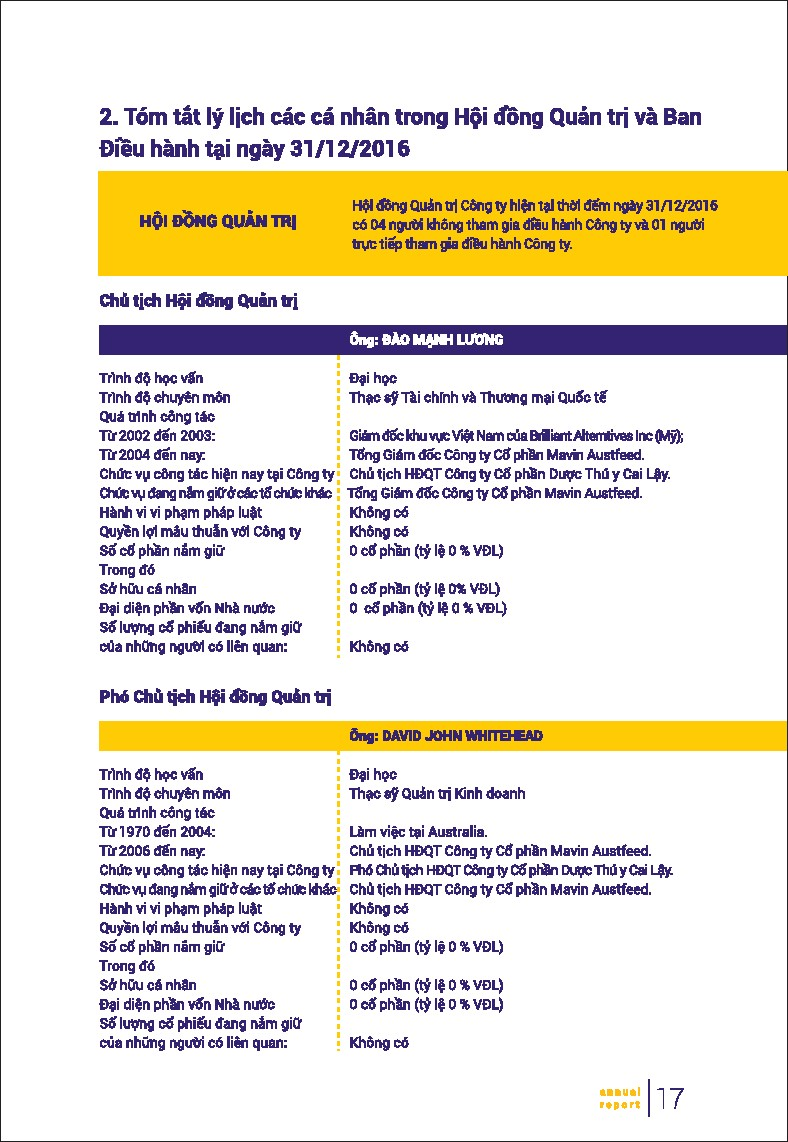 2. Tóm tắt lý lịch các cá nhân trong Hội đồng Quản trị và Ban
Điều hành tại ngày 31/12/2016
HỘI ĐỒNG QUẢN TRỊ
Hội đồng Quản trị Công ty hiện tại thời đểm ngày 31/12/2016
có 04 người không tham gia điều hành Công ty và 01 người
trực tiếp tham gia điều hành Công ty.
Chủ tịch Hội đồng Quản trị
Ông: ĐÀO MẠNH LƯƠNG
Trình độ học vấn Đại học
Trình độ chuyên môn Thạc sỹ Tài chính và Thương mại Quốc tế
Quá trình công tác
Từ 2002 đến 2003: Giám đốc khu vực Việt Nam của Brilliant Alterntives Inc (Mỹ);
Từ 2004 đến nay: Tổng Giám đốc Công ty Cổ phần Mavin Austfeed.
Chức vụ công tác hiện nay tại Công ty Chủ tịch HĐQT Công ty Cổ phần Dược Thú y Cai Lậy.
Chức vụ đang nắm giữ ở các tổ chức khác Tổng Giám đốc Công ty Cổ phần Mavin Austfeed.
Hành vi vi phạm pháp luật Không có
Quyền lợi mâu thuẫn với Công ty Không có
Số cổ phần nắm giữ 0 cổ phần (tỷ lệ 0 % VĐL)
Trong đó
Sở hữu cá nhân 0 cổ phần (tỷ lệ 0% VĐL)
Đại diện phần vốn Nhà nước 0 cổ phần (tỷ lệ 0 % VĐL)
Số lượng cổ phiếu đang nắm giữ
của những người có liên quan: Không có
Phó Chủ tịch Hội đồng Quản trị
Ông: DAVID JOHN WHITEHEAD
Trình độ học vấn Đại học
Trình độ chuyên môn Thạc sỹ Quản trị Kinh doanh
Quá trình công tác
Từ 1970 đến 2004: Làm việc tại Australia.
Từ 2006 đến nay: Chủ tịch HĐQT Công ty Cổ phần Mavin Austfeed.
Chức vụ công tác hiện nay tại Công ty Phó Chủ tịch HĐQT Công ty Cổ phần Dược Thú y Cai Lậy.
Chức vụ đang nắm giữ ở các tổ chức khác Chủ tịch HĐQT Công ty Cổ phần Mavin Austfeed.
Hành vi vi phạm pháp luật Không có
Quyền lợi mâu thuẫn với Công ty Không có
Số cổ phần nắm giữ 0 cổ phần (tỷ lệ 0 % VĐL)
Trong đó
Sở hữu cá nhân 0 cổ phần (tỷ lệ 0 % VĐL)
Đại diện phần vốn Nhà nước 0 cổ phần (tỷ lệ 0 % VĐL)
Số lượng cổ phiếu đang nắm giữ
của những người có liên quan: Không có
annual
report 17